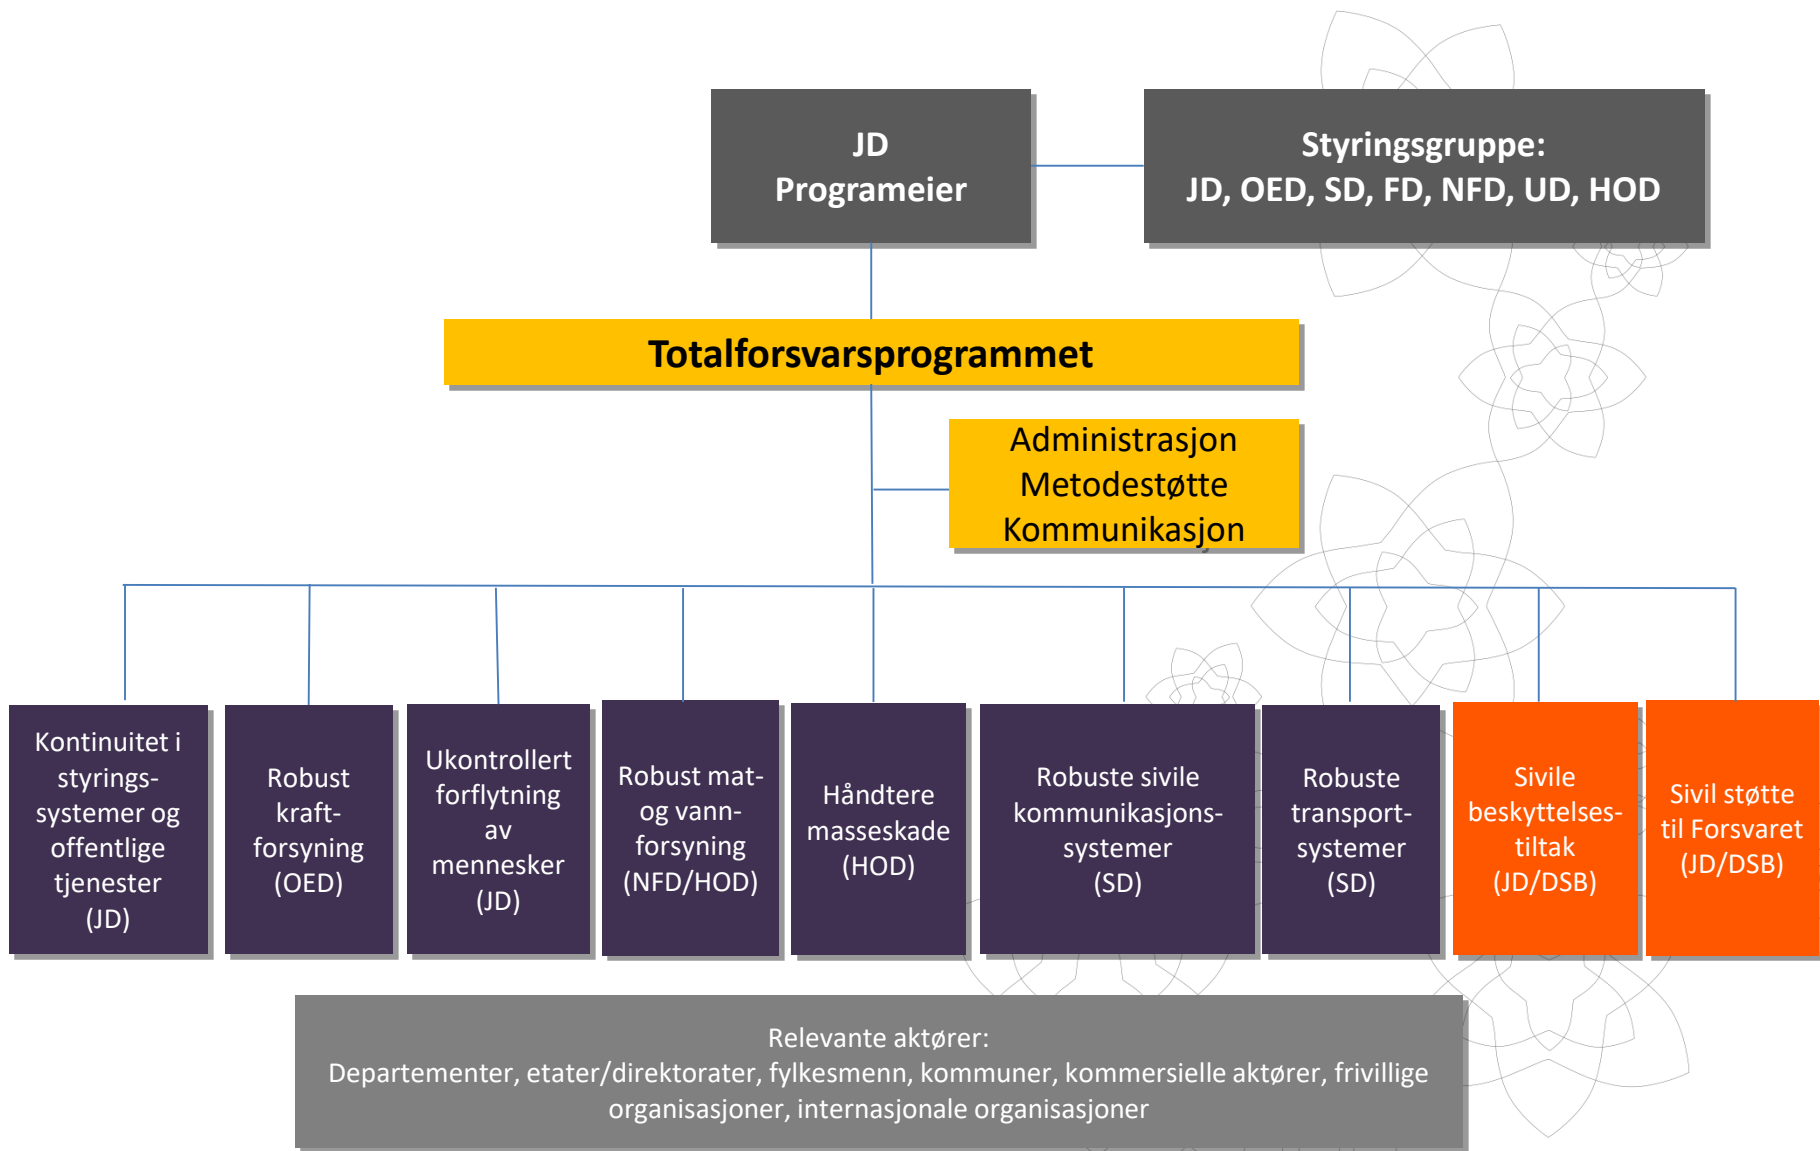 JD
Programeier
Styringsgruppe:
JD, OED, SD, FD, NFD, UD, HOD
Totalforsvarsprogrammet
Administrasjon
Metodestøtte
Kommunikasjon
Kontinuitet i
styrings-
systemer og
offentlige
tjenester
(JD)
Robust
kraft-
forsyning
(OED)
Ukontrollert
forflytning
av
mennesker
(JD)
Robust mat-
og vann-
forsyning
(NFD/HOD)
Håndtere
masseskade
(HOD)
Robuste sivile
kommunikasjons-
systemer
(SD)
Robuste
transport-
systemer
(SD)
Sivile
beskyttelses-
tiltak
(JD/DSB)
Sivil støtte
til Forsvaret
(JD/DSB)
Relevante aktører:
Departementer, etater/direktorater, fylkesmenn, kommuner, kommersielle aktører, frivillige
organisasjoner, internasjonale organisasjoner